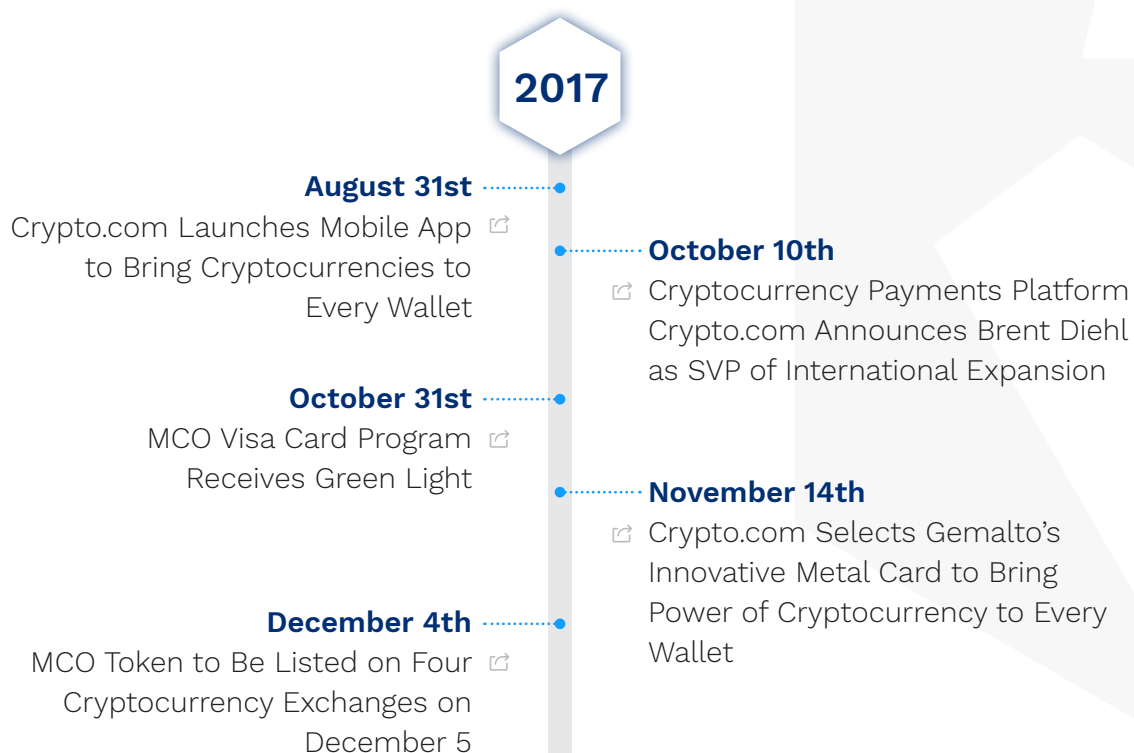 2017
August 31st
Crypto.com Launches Mobile App
to Bring Cryptocurrencies to
Every Wallet
October 10th
Cryptocurrency Payments Platform
Crypto.com Announces Brent Diehl
as SVP of International Expansion
October 31st
MCO Visa Card Program
Receives Green Light
November 14th
Crypto.com Selects Gemalto’s
Innovative Metal Card to Bring
Power of Cryptocurrency to Every
Wallet
December 4th
MCO Token to Be Listed on Four
Cryptocurrency Exchanges on
December 5